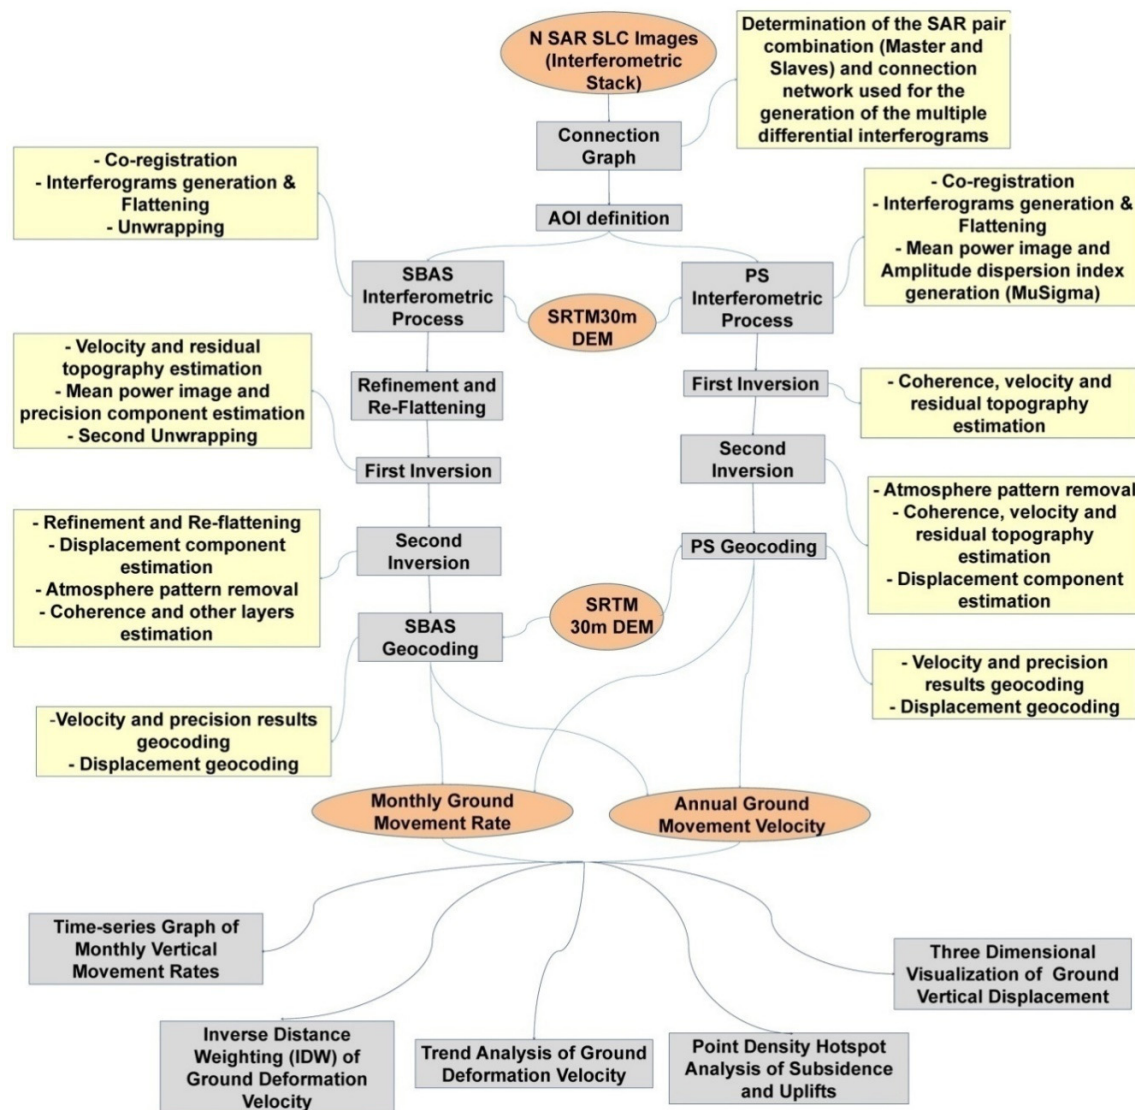 N SAR SLC Images
(Interferometric
Stack)
Determination of the SAR pair
combination (Master and
Slaves) and connection
network used for the
generation of the multiple
differential interferograms
Connection
Graph
- Co-registration
- Interferograms generation &
Flattening
- Unwrapping
AOI definition
- Co-registration
- Interferograms generation &
Flattening
- Mean power image and
Amplitude dispersion index
generation (MuSigma)
SBAS
Interferometric
Process
SRTM30m
DEM
PS
Interferometric
Process
- Velocity and residual
topography estimation
- Mean power image and
precision component estimation
- Second Unwrapping
Refinement and
Re-Flattening
First Inversion
- Coherence, velocity and
residual topography
estimation
First Inversion
Second
Inversion
- Refinement and Re-flattening
- Displacement component
estimation
- Atmosphere pattern removal
- Coherence and other layers
estimation
Second
Inversion
PS Geocoding
- Atmosphere pattern removal
- Coherence, velocity and
residual topography
estimation
- Displacement component
estimation
SBAS
Geocoding
SRTM
30m DEM
- Velocity and precision
results geocoding
- Displacement geocoding
-Velocity and precision results
geocoding
- Displacement geocoding
Monthly Ground
Movement Rate
Annual Ground
Movement Velocity
Time-series Graph of
Monthly Vertical
Movement Rates
Three Dimensional
Visualization of Ground
Vertical Displacement
Inverse Distance
Weighting (IDW) of
Ground Deformation
Velocity
Trend Analysis of Ground
Deformation Velocity
Point Density Hotspot
Analysis of Subsidence
and Uplifts